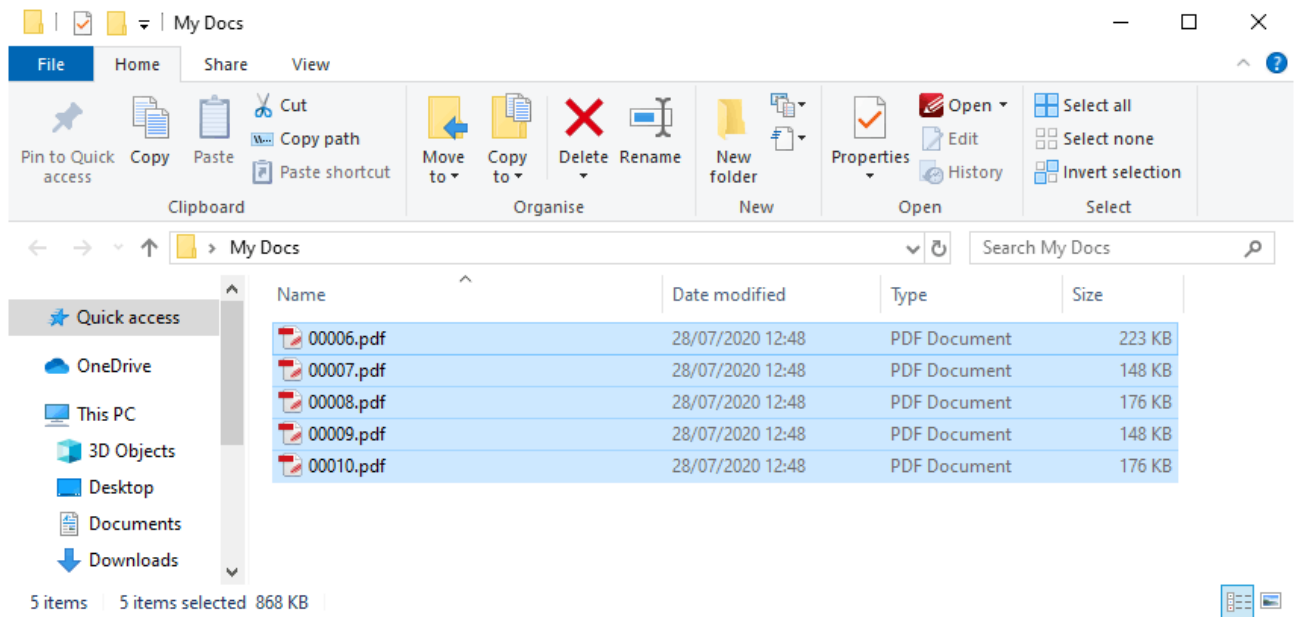 My Docs
File Home Share View
Pin to Quick access
Copy
Paste
Cut
Copy path
Paste shortcut
Clipboard
Move to
Copy to
Delete
Rename
Organise
New folder
New
Properties
Open
Edit
History
Open
Select all
Select none
Invert selection
Select
My Docs
Search My Docs
Quick access
OneDrive
This PC
3D Objects
Desktop
Documents
Downloads
Name Date modified Type Size
00006.pdf 28/07/2020 12:48 PDF Document 223 KB
00007.pdf 28/07/2020 12:48 PDF Document 148 KB
00008.pdf 28/07/2020 12:48 PDF Document 176 KB
00009.pdf 28/07/2020 12:48 PDF Document 148 KB
00010.pdf 28/07/2020 12:48 PDF Document 176 KB
5 items 5 items selected 868 KB